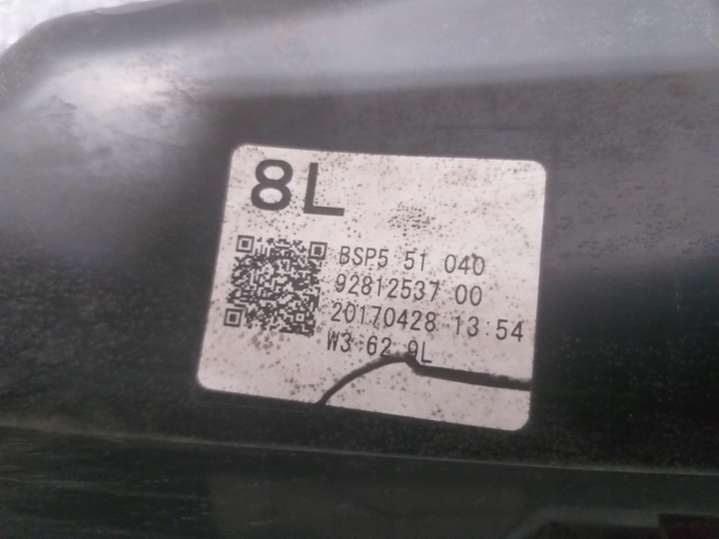 8L
BSP5 51 040
92812537 00
20170428 13:54
W3 62 9L